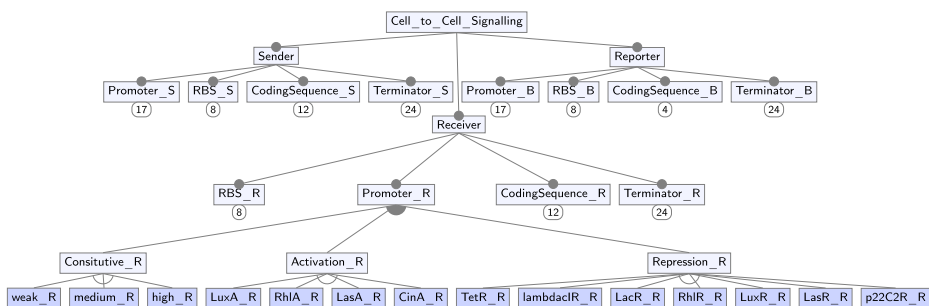 Cell_to_Cell_Signalling
Sender
Reporter
Promoter_S
RBS_S
CodingSequence_S
Terminator_S
Promoter_B
RBS_B
CodingSequence_B
Terminator_B
17
8
12
24
17
8
4
24
Receiver
RBS_R
Promoter_R
CodingSequence_R
Terminator_R
8
12
24
Consitutive_R
Activation_R
Repression_R
weak_R
medium_R
high_R
LuxA_R
RhlA_R
LasA_R
CinA_R
TetR_R
lambdacIR_R
LacR_R
RhlR_R
LuxR_R
LasR_R
p22C2R_R